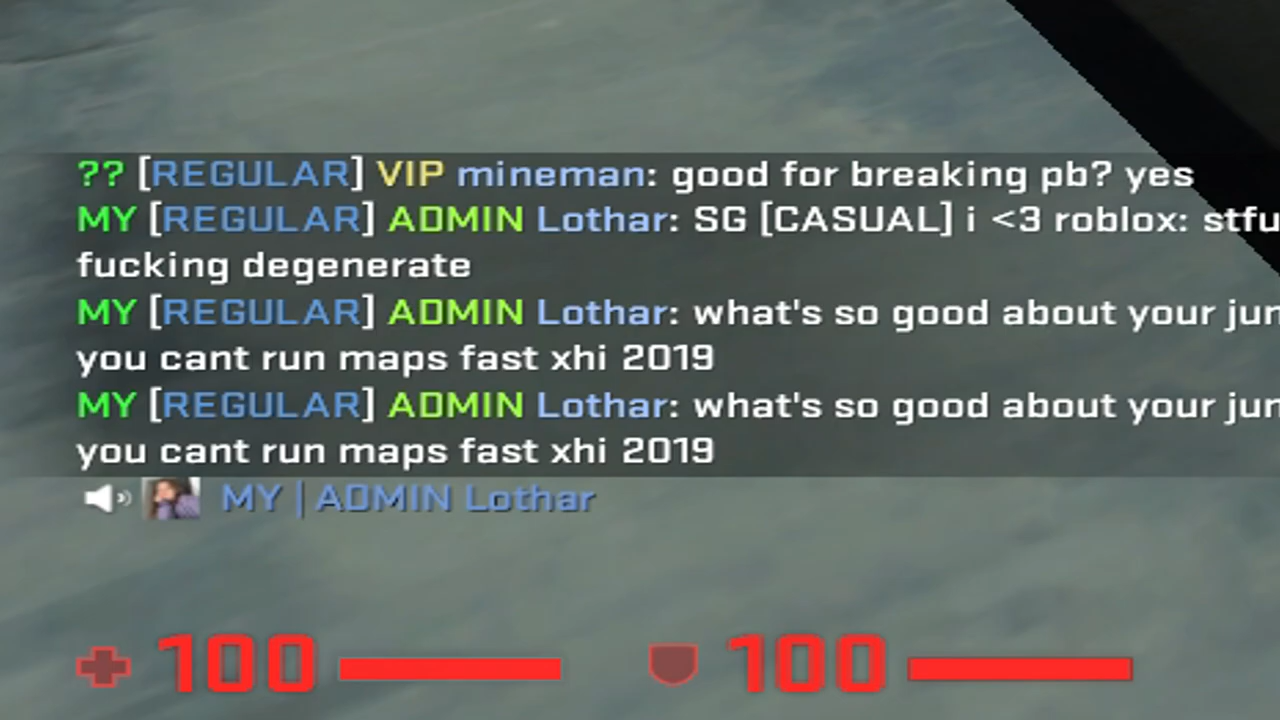 ?? [REGULAR] VIP mineman: good for breaking pb? yes
MY [REGULAR] ADMIN Lothar: SG [CASUAL] i <3 roblox: stfu
fucking degenerate
MY [REGULAR] ADMIN Lothar: what's so good about your
you cant run maps fast xhi 2019
MY [REGULAR] ADMIN Lothar: what's so good about your
you cant run maps fast xhi 2019
MY | ADMIN Lothar
100 100